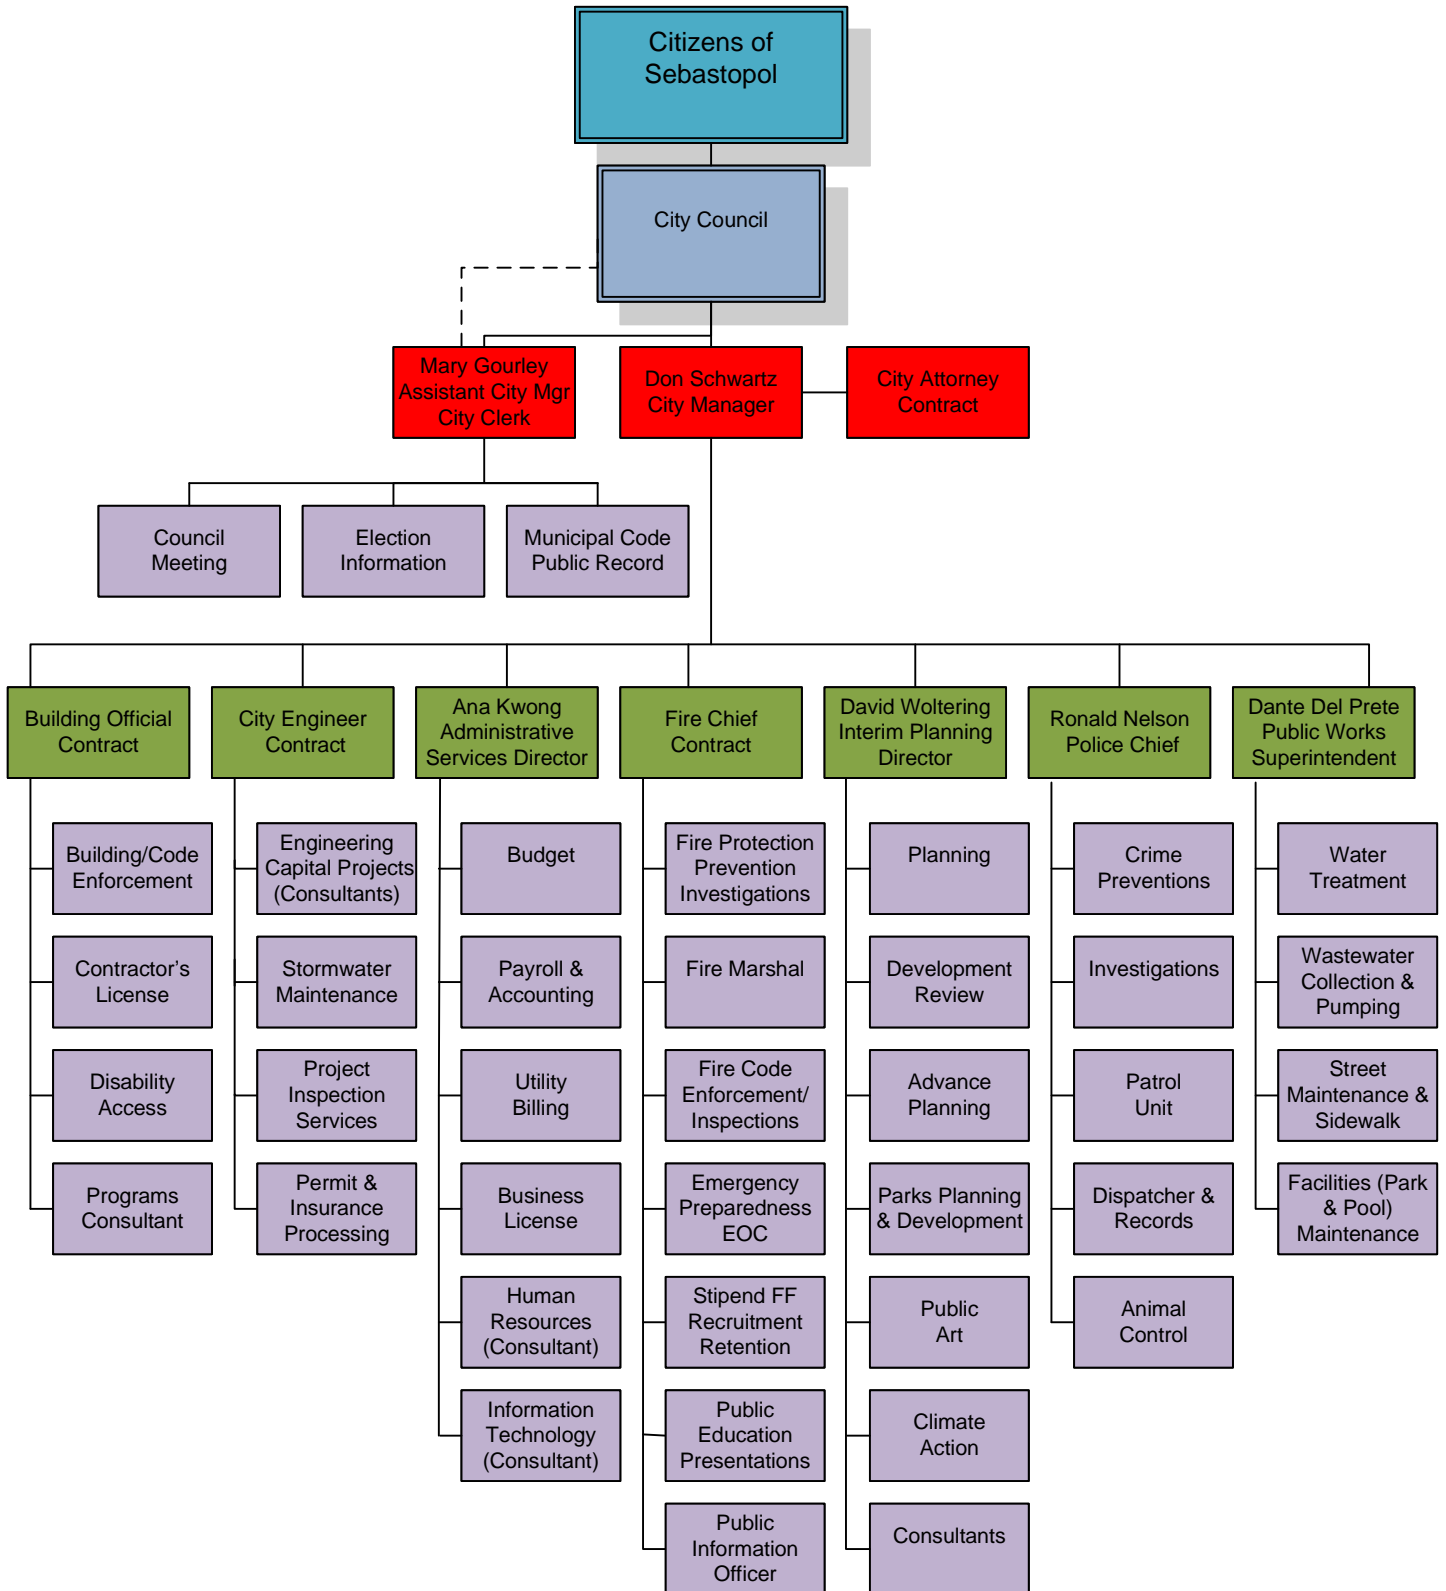 Citizens of
Sebastopol
City Council
Mary Gourley
Assistant City Mgr
City Clerk
Don Schwartz
City Manager
City Attorney
Contract
Council
Meeting
Election
Information
Municipal Code
Public Record
Building Official
Contract
City Engineer
Contract
Ana Kwong
Administrative
Services Director
Fire Chief
Contract
David Woltering
Interim Planning
Director
Ronald Nelson
Police Chief
Dante Del Prete
Public Works
Superintendent
Building/Code
Enforcement
Contractor's
License
Disability
Access
Programs
Consultant
Engineering
Capital Projects
(Consultants)
Stormwater
Maintenance
Project
Inspection
Services
Permit &
Insurance
Processing
Budget
Payroll &
Accounting
Utility
Billing
Business
License
Human
Resources
(Consultant)
Information
Technology
(Consultant)
Fire Protection
Prevention
Investigations
Fire Marshal
Fire Code
Enforcement/
Inspections
Emergency
Preparedness
EOC
Stipend FF
Recruitment
Retention
Public
Education
Presentations
Public
Information
Officer
Planning
Development
Review
Advance
Planning
Parks Planning
& Development
Public
Art
Climate
Action
Consultants
Crime
Preventions
Investigations
Patrol
Unit
Dispatcher &
Records
Animal
Control
Water
Treatment
Wastewater
Collection &
Pumping
Street
Maintenance &
Sidewalk
Facilities (Park
& Pool)
Maintenance